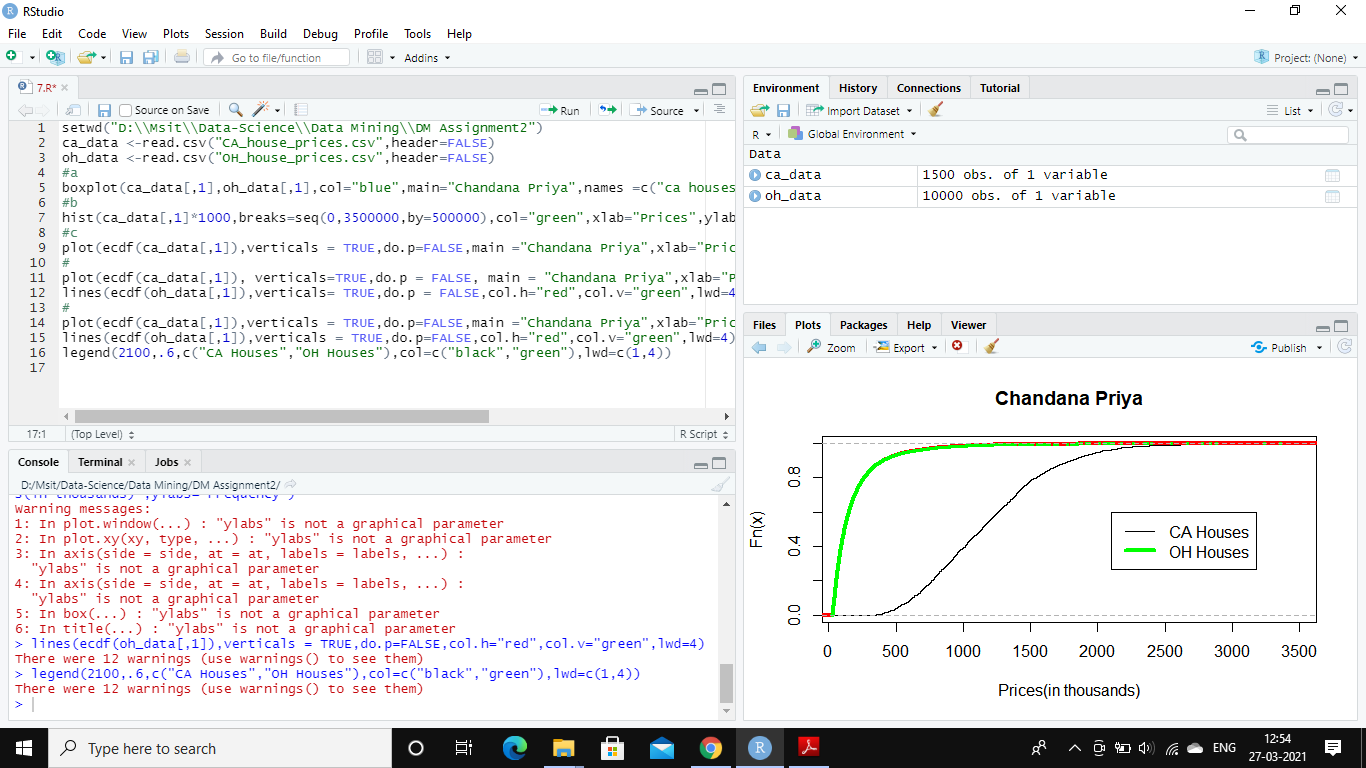 RStudio
File Edit Code View Plots Session Build Debug Profile Tools Help
Go to file/function Addins Project: (None)
7.R*
Source on Save Run Source
1 setwd("D:\\Msit\\Data-Science\\Data Mining\\DM Assignment2")
2 ca_data <-read.csv("CA_house_prices.csv",header=FALSE)
3 oh_data <-read.csv("OH_house_prices.csv",header=FALSE)
4 #a
5 boxplot(ca_data[,1],oh_data[,1],col="blue",main="Chandana Priya",names =c("ca houses
6 #b
7 hist(ca_data[,1]*1000,breaks=seq(0,3500000,by=500000),col="green",xlab="Prices",ylab
8 #c
9 plot(ecdf(ca_data[,1]),verticals = TRUE,do.p=FALSE,main ="Chandana Priya",xlab="Pric
10 #
11 plot(ecdf(ca_data[,1]), verticals=TRUE,do.p = FALSE, main = "Chandana Priya",xlab="P
12 lines(ecdf(oh_data[,1]),verticals= TRUE,do.p = FALSE,col.h="red",col.v="green",lwd=4
13 #
14 plot(ecdf(ca_data[,1]),verticals = TRUE,do.p=FALSE,main ="Chandana Priya",xlab="Pric
15 lines(ecdf(oh_data[,1]),verticals = TRUE,do.p=FALSE,col.h="red",col.v="green",lwd=4)
16 legend(2100,.6,c("CA Houses","OH Houses"),col=c("black","green"),lwd=c(1,4))
17
17:1 (Top Level) R Script
Console Terminal Jobs
D:/Msit/Data-Science/Data Mining/DM Assignment2/
s(in thousands)",ylabs="Frequency")
Warning messages:
1: In plot.window(...) : "ylabs" is not a graphical parameter
2: In plot.xy(xy, type, ...) : "ylabs" is not a graphical parameter
3: In axis(side = side, at = at, labels = labels, ...) :
"ylabs" is not a graphical parameter
4: In axis(side = side, at = at, labels = labels, ...) :
"ylabs" is not a graphical parameter
5: In box(...) : "ylabs" is not a graphical parameter
6: In title(...) : "ylabs" is not a graphical parameter
> lines(ecdf(oh_data[,1]),verticals = TRUE,do.p=FALSE,col.h="red",col.v="green",lwd=4)
There were 12 warnings (use warnings() to see them)
> legend(2100,.6,c("CA Houses","OH Houses"),col=c("black","green"),lwd=c(1,4))
There were 12 warnings (use warnings() to see them)
>
Environment History Connections Tutorial
Import Dataset List
R Global Environment
Data
ca_data 1500 obs. of 1 variable
oh_data 10000 obs. of 1 variable
Files Plots Packages Help Viewer
Zoom Export Publish
Chandana Priya
Fn(x)
0.8
0.4
0.0
CA Houses
OH Houses
0 500 1000 1500 2000 2500 3000 3500
Prices(in thousands)
Type here to search
ENG
12:54
27-03-2021